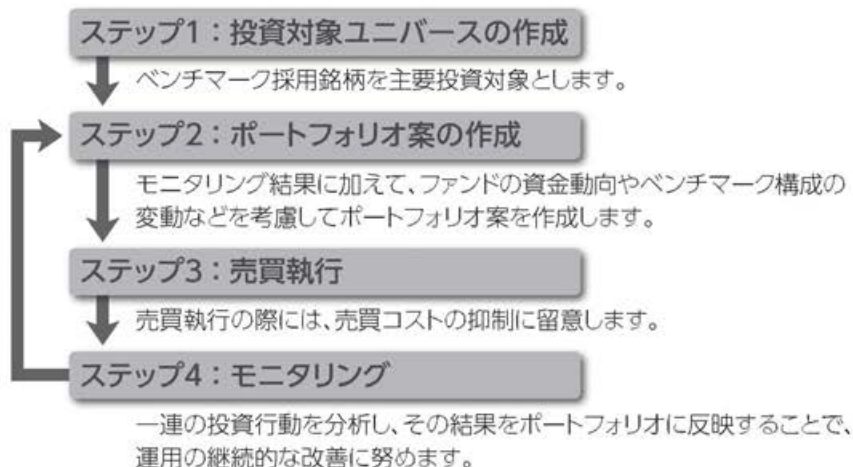 ステップ1：投資対象ユニバースの作成
ベンチマーク採用銘柄を主要投資対象とします。
ステップ2：ポートフォリオ案の作成
モニタリング結果に加えて、ファンドの資金動向やベンチマーク構成の
変動などを考慮してポートフォリオ案を作成します。
ステップ3：売買執行
売買執行の際には、売買コストの抑制に留意します。
ステップ4：モニタリング
一連の投資行動を分析し、その結果をポートフォリオに反映することで、
運用の継続的な改善に努めます。